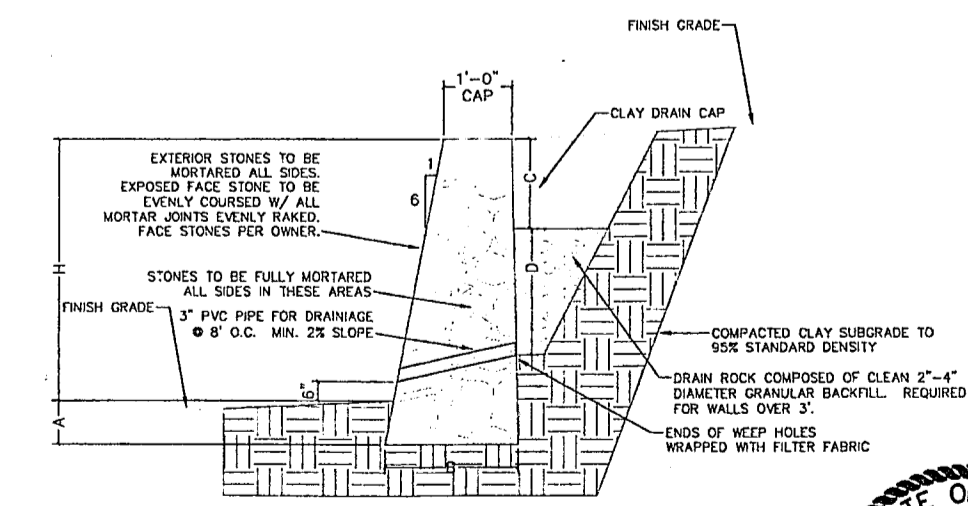 FINISH GRADE
1'-0"
CAP
CLAY DRAIN CAP
EXTERIOR STONES TO BE
MORTARED ALL SIDES.
EXPOSED FACE STONE TO BE
EVENLY COURSED W/ ALL
MORTAR JOINTS EVENLY RAKED.
FACE STONES PER OWNER.
1
6
C
H
D
STONES TO BE FULLY MORTARED
ALL SIDES IN THESE AREAS
FINISH GRADE
3" PVC PIPE FOR DRAINIAGE
@ 8' O.C. MIN. 2% SLOPE
COMPACTED CLAY SUBGRADE TO
95% STANDARD DENSITY
6"
A
DRAIN ROCK COMPOSED OF CLEAN 2"-4"
DIAMETER GRANULAR BACKFILL. REQUIRED
FOR WALLS OVER 3'.
ENDS OF WEEP HOLES
WRAPPED WITH FILTER FABRIC
B